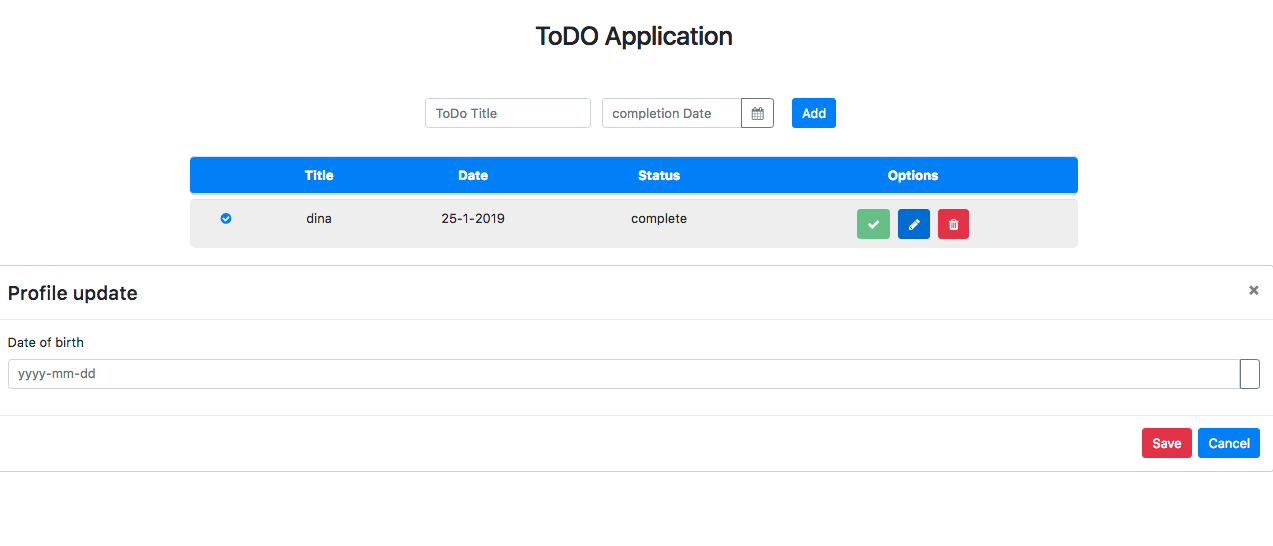 ToDO Application
ToDo Title completion Date Add
Title Date Status Options
dina 25-1-2019 complete
Profile update ×
Date of birth
yyyy-mm-dd
Save Cancel